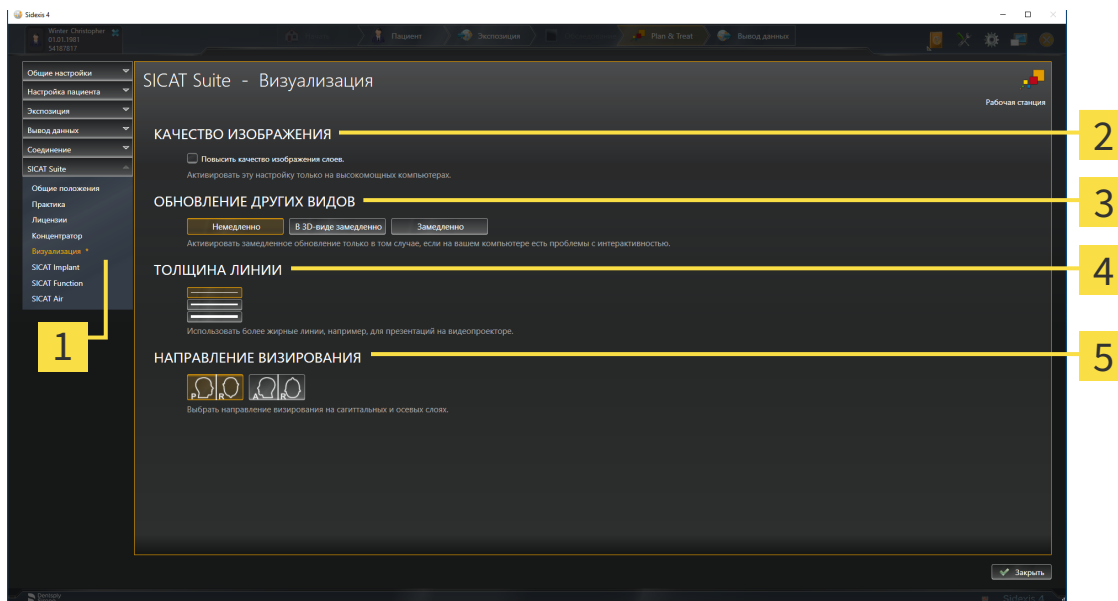 Sidexis 4
Winter Christopher
01.01.1981
54187817
Пациент
Экспозиция
Plan & Treat
Вывод данных
Общие настройки
Настройка пациента
Экспозиция
Вывод данных
Соединение
SICAT Suite
Общие положения
Практика
Лицензии
Концентратор
Визуализация *
SICAT Implant
SICAT Function
SICAT Air
1
SICAT Suite - Визуализация
Рабочая станция
КАЧЕСТВО ИЗОБРАЖЕНИЯ
2
Повысить качество изображения слоев.
Активировать эту настройку только на высокомощных компьютерах.
ОБНОВЛЕНИЕ ДРУГИХ ВИДОВ
3
Немедленно
В 3D-виде замедленно
Замедленно
Активировать замедленное обновление только в том случае, если на вашем компьютере есть проблемы с интерактивностью.
ТОЛЩИНА ЛИНИИ
4
Использовать более жирные линии, например, для презентаций на видеопроекторе.
НАПРАВЛЕНИЕ ВИЗИРОВАНИЯ
5
P R
A R
Выбрать направление визирования на сагиттальных и осевых слоях.
Закрыть
Dentsply
Sidexis 4